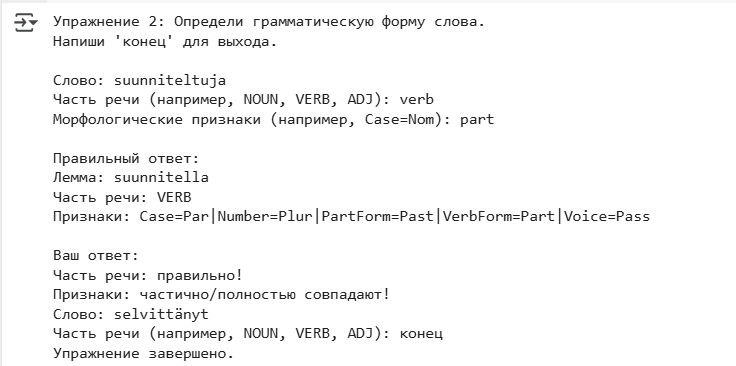 Упражнение 2: Определи грамматическую форму слова.
Напиши 'конец' для выхода.
Слово: suunniteltuja
Часть речи (например, NOUN, VERB, ADJ): verb
Морфологические признаки (например, Case=Nom): part
Правильный ответ:
Лемма: suunnitella
Часть речи: VERB
Признаки: Case=Par|Number=Plur|PartForm=Past|VerbForm=Part|Voice=Pass
Ваш ответ:
Часть речи: правильно!
Признаки: частично/полностью совпадают!
Слово: selvittänyt
Часть речи (например, NOUN, VERB, ADJ): конец
Упражнение завершено.